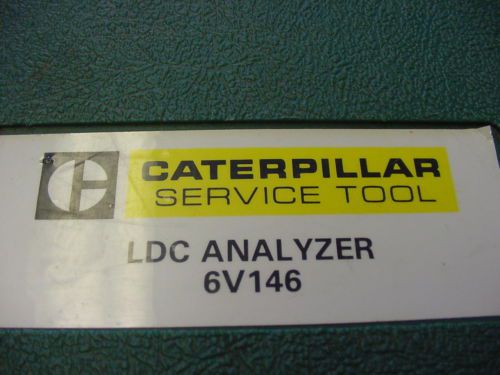 CATERPILLAR
SERVICE TOOL
LDC ANALYZER
6V146